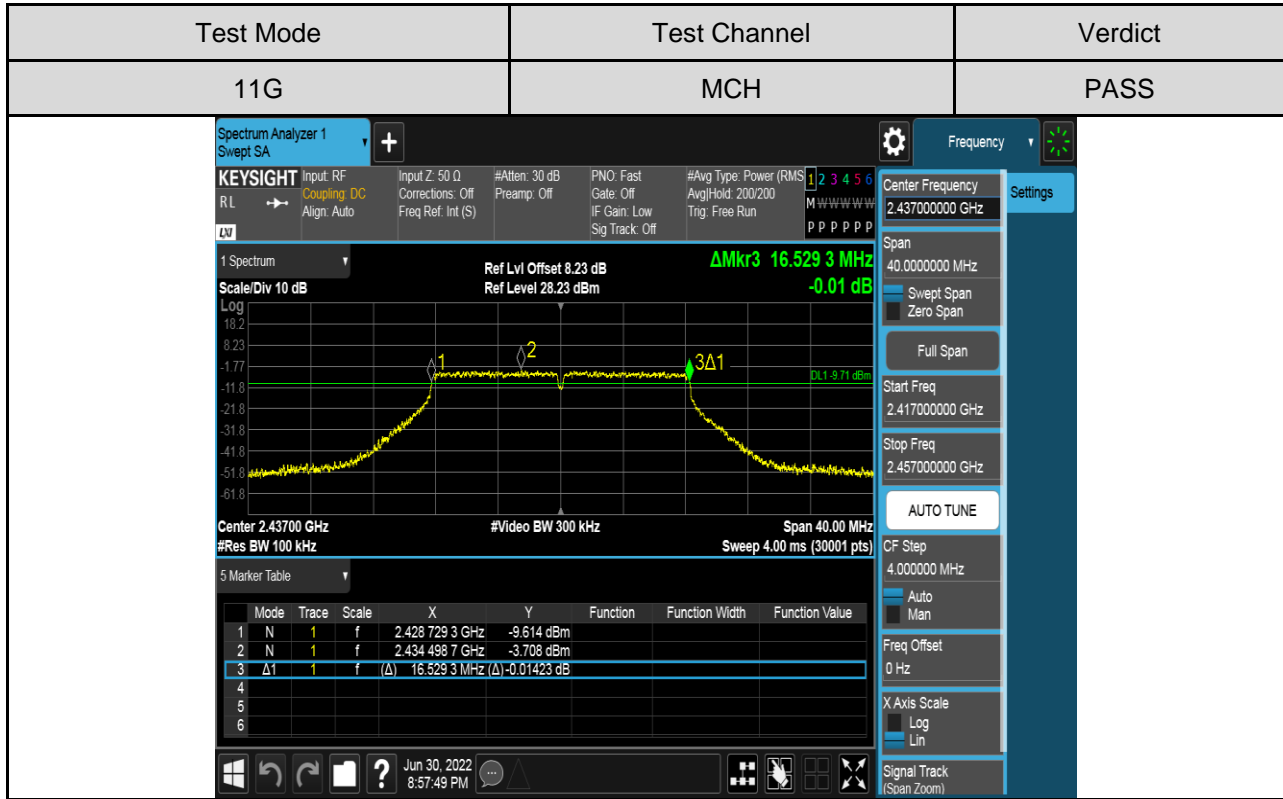 Test Mode Test Channel Verdict
11G MCH PASS
Spectrum Analyzer 1
Swept SA
+
Frequency
KEYSIGHT Input: RF Input Z: 50 Ω #Atten: 30 dB PNO: Fast #Avg Type: Power (RMS 1 2 3 4 5 6
RL Coupling: DC Corrections: Off Preamp: Off Gate: Off Avg|Hold: 200/200 M W W W W W
Align: Auto Freq Ref: Int (S) IF Gain: Low Trig: Free Run
LXI Sig Track: Off P P P P P P
1 Spectrum
Ref Lvl Offset 8.23 dB ΔMkr3 16.529 3 MHz
Scale/Div 10 dB Ref Level 28.23 dBm -0.01 dB
Log
18.2
8.23
-1.77
-11.8
-21.8
-31.8
-41.8
-51.8
-61.8
1 2 3Δ1
DL1 -9.71 dBm
Center 2.43700 GHz #Video BW 300 kHz Span 40.00 MHz
#Res BW 100 kHz Sweep 4.00 ms (30001 pts)
5 Marker Table
Mode Trace Scale X Y Function Function Width Function Value
1 N 1 f 2.428 729 3 GHz -9.614 dBm
2 N 1 f 2.434 498 7 GHz -3.708 dBm
3 Δ1 1 f (Δ) 16.529 3 MHz (Δ) -0.01423 dB
4
5
6
?
Jun 30, 2022
8:57:49 PM
Center Frequency
2.437000000 GHz
Settings
Span
40.0000000 MHz
Swept Span
Zero Span
Full Span
Start Freq
2.417000000 GHz
Stop Freq
2.457000000 GHz
AUTO TUNE
CF Step
4.000000 MHz
Auto
Man
Freq Offset
0 Hz
X Axis Scale
Log
Lin
Signal Track
(Span Zoom)